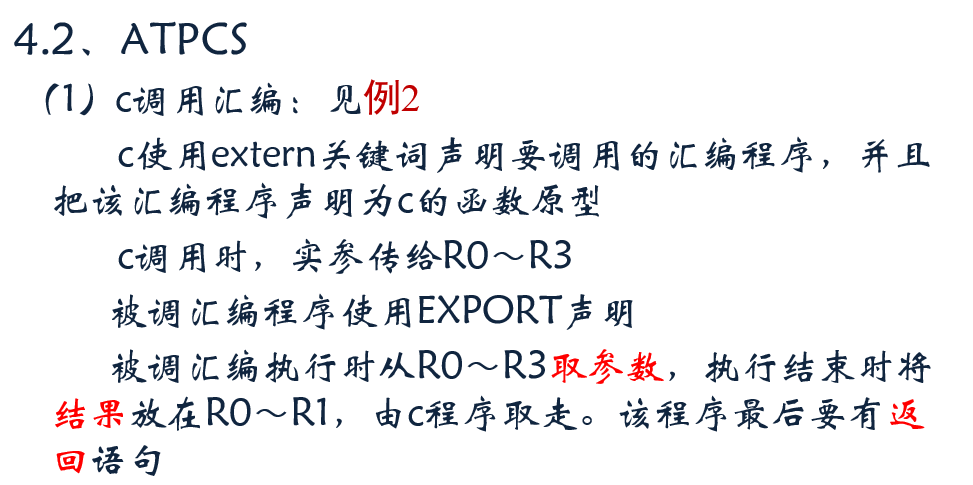 4.2、ATPCS
（1）c调用汇编：见例2
c使用extern关键词声明要调用的汇编程序，并且
把该汇编程序声明为c的函数原型
c调用时，实参传给R0～R3
被调汇编程序使用EXPORT声明
被调汇编执行时从R0～R3取参数，执行结束时将
结果放在R0～R1，由c程序取走。该程序最后要有返
回语句